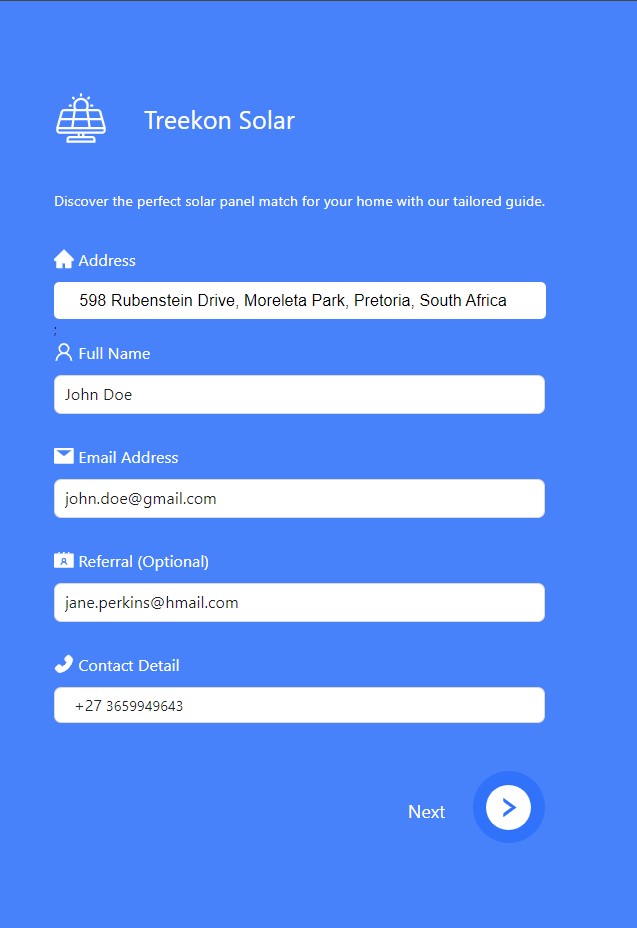 Treekon Solar
Discover the perfect solar panel match for your home with our tailored guide.
Address
598 Rubenstein Drive, Moreleta Park, Pretoria, South Africa
;
Full Name
John Doe
Email Address
john.doe@gmail.com
Referral (Optional)
jane.perkins@hmail.com
Contact Detail
+27 3659949643
Next